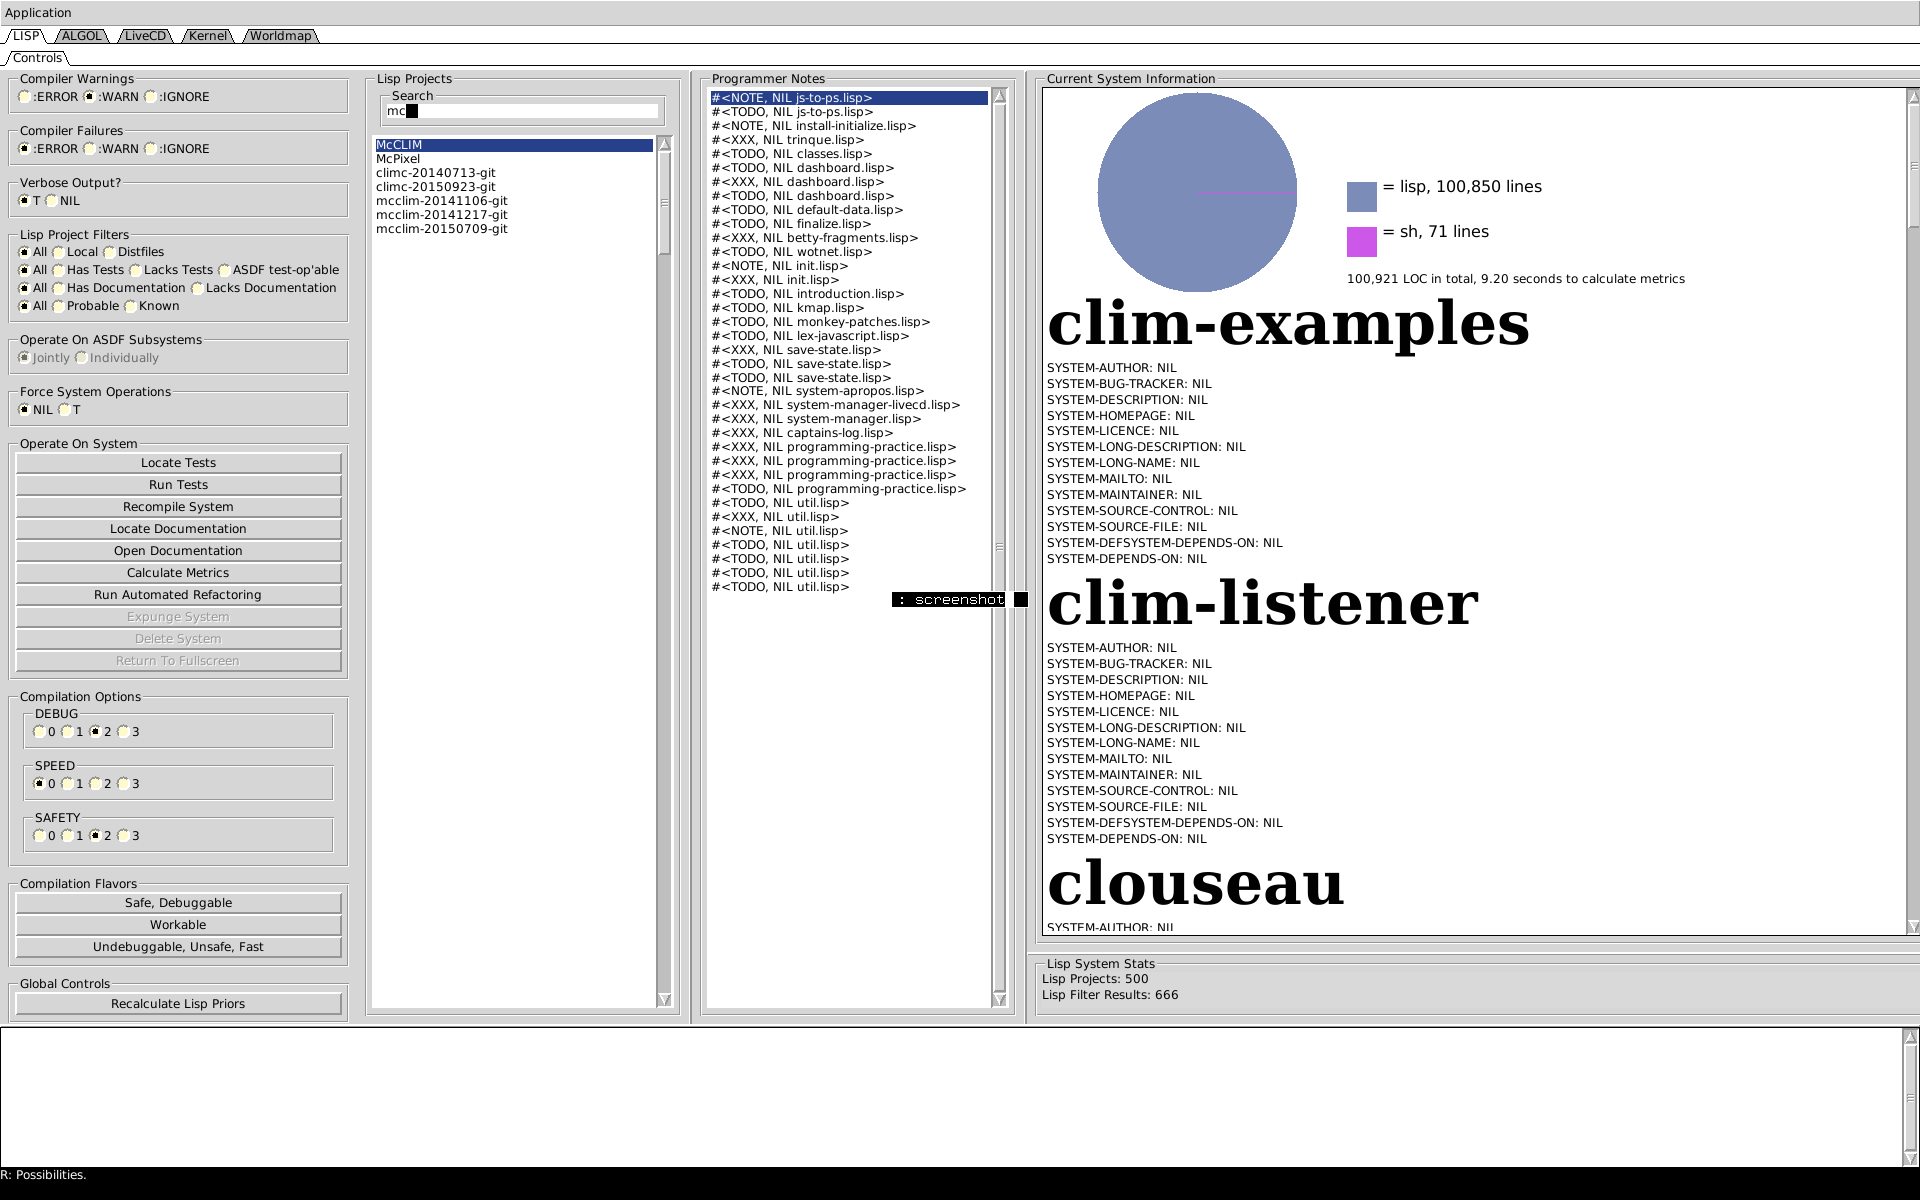 Application
LISP ALGOL LiveCD Kernel Worldmap
Controls
Compiler Warnings
:ERROR :WARN :IGNORE
Compiler Failures
:ERROR :WARN :IGNORE
Verbose Output?
T NIL
Lisp Project Filters
All Local Distfiles
All Has Tests Lacks Tests ASDF test-op'able
All Has Documentation Lacks Documentation
All Probable Known
Operate On ASDF Subsystems
Jointly Individually
Force System Operations
NIL T
Operate On System
Locate Tests
Run Tests
Recompile System
Locate Documentation
Open Documentation
Calculate Metrics
Run Automated Refactoring
Expunge System
Delete System
Return To Fullscreen
Compilation Options
DEBUG
0 1 2 3
SPEED
0 1 2 3
SAFETY
0 1 2 3
Compilation Flavors
Safe, Debuggable
Workable
Undebuggable, Unsafe, Fast
Global Controls
Recalculate Lisp Priors
Lisp Projects
Search
mc
McCLIM
McPixel
climc-20140713-git
climc-20150923-git
mcclim-20141106-git
mcclim-20141217-git
mcclim-20150709-git
Programmer Notes
#<NOTE, NIL js-to-ps.lisp>
#<TODO, NIL js-to-ps.lisp>
#<NOTE, NIL install-initialize.lisp>
#<XXX, NIL trinque.lisp>
#<TODO, NIL classes.lisp>
#<TODO, NIL dashboard.lisp>
#<XXX, NIL dashboard.lisp>
#<TODO, NIL dashboard.lisp>
#<TODO, NIL default-data.lisp>
#<TODO, NIL finalize.lisp>
#<XXX, NIL betty-fragments.lisp>
#<TODO, NIL wotnet.lisp>
#<NOTE, NIL init.lisp>
#<XXX, NIL init.lisp>
#<TODO, NIL introduction.lisp>
#<TODO, NIL kmap.lisp>
#<TODO, NIL monkey-patches.lisp>
#<TODO, NIL lex-javascript.lisp>
#<XXX, NIL save-state.lisp>
#<TODO, NIL save-state.lisp>
#<TODO, NIL save-state.lisp>
#<NOTE, NIL system-apropos.lisp>
#<XXX, NIL system-manager-livecd.lisp>
#<XXX, NIL system-manager.lisp>
#<XXX, NIL captains-log.lisp>
#<XXX, NIL programming-practice.lisp>
#<XXX, NIL programming-practice.lisp>
#<XXX, NIL programming-practice.lisp>
#<TODO, NIL programming-practice.lisp>
#<TODO, NIL util.lisp>
#<XXX, NIL util.lisp>
#<NOTE, NIL util.lisp>
#<TODO, NIL util.lisp>
#<TODO, NIL util.lisp>
#<TODO, NIL util.lisp>
#<TODO, NIL util.lisp>
: screenshot
Current System Information
= lisp, 100,850 lines
= sh, 71 lines
100,921 LOC in total, 9.20 seconds to calculate metrics
clim-examples
SYSTEM-AUTHOR: NIL
SYSTEM-BUG-TRACKER: NIL
SYSTEM-DESCRIPTION: NIL
SYSTEM-HOMEPAGE: NIL
SYSTEM-LICENCE: NIL
SYSTEM-LONG-DESCRIPTION: NIL
SYSTEM-LONG-NAME: NIL
SYSTEM-MAILTO: NIL
SYSTEM-MAINTAINER: NIL
SYSTEM-SOURCE-CONTROL: NIL
SYSTEM-SOURCE-FILE: NIL
SYSTEM-DEFSYSTEM-DEPENDS-ON: NIL
SYSTEM-DEPENDS-ON: NIL
clim-listener
SYSTEM-AUTHOR: NIL
SYSTEM-BUG-TRACKER: NIL
SYSTEM-DESCRIPTION: NIL
SYSTEM-HOMEPAGE: NIL
SYSTEM-LICENCE: NIL
SYSTEM-LONG-DESCRIPTION: NIL
SYSTEM-LONG-NAME: NIL
SYSTEM-MAILTO: NIL
SYSTEM-MAINTAINER: NIL
SYSTEM-SOURCE-CONTROL: NIL
SYSTEM-SOURCE-FILE: NIL
SYSTEM-DEFSYSTEM-DEPENDS-ON: NIL
SYSTEM-DEPENDS-ON: NIL
clouseau
SYSTEM-AUTHOR: NIL
Lisp System Stats
Lisp Projects: 500
Lisp Filter Results: 666
R: Possibilities.